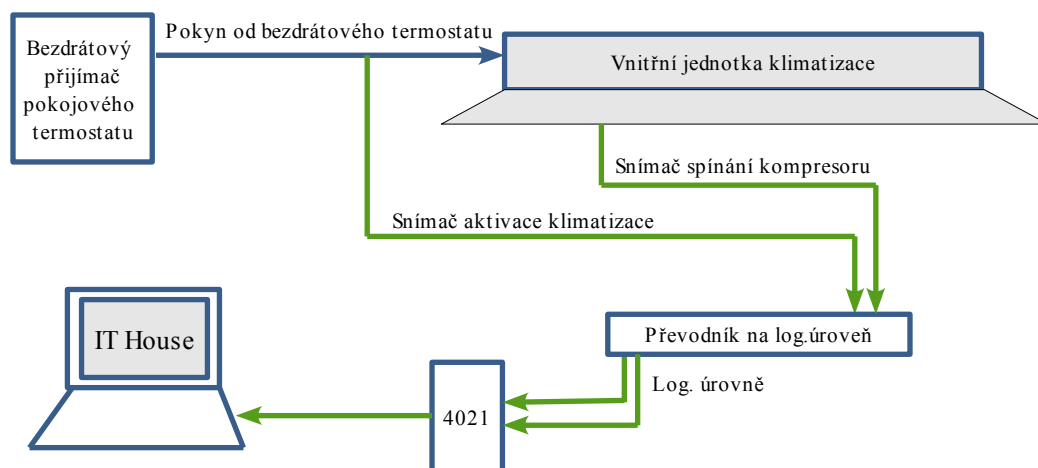 Pokyn od bezdrátového termostatu
Bezdrátový
přijímač
pokojového
termostatu
Vnitřní jednotka klimatizace
Snímač spínání kompresoru
Snímač aktivace klimatizace
IT House
Převodník na log.úroveň
Log. úrovně
4021